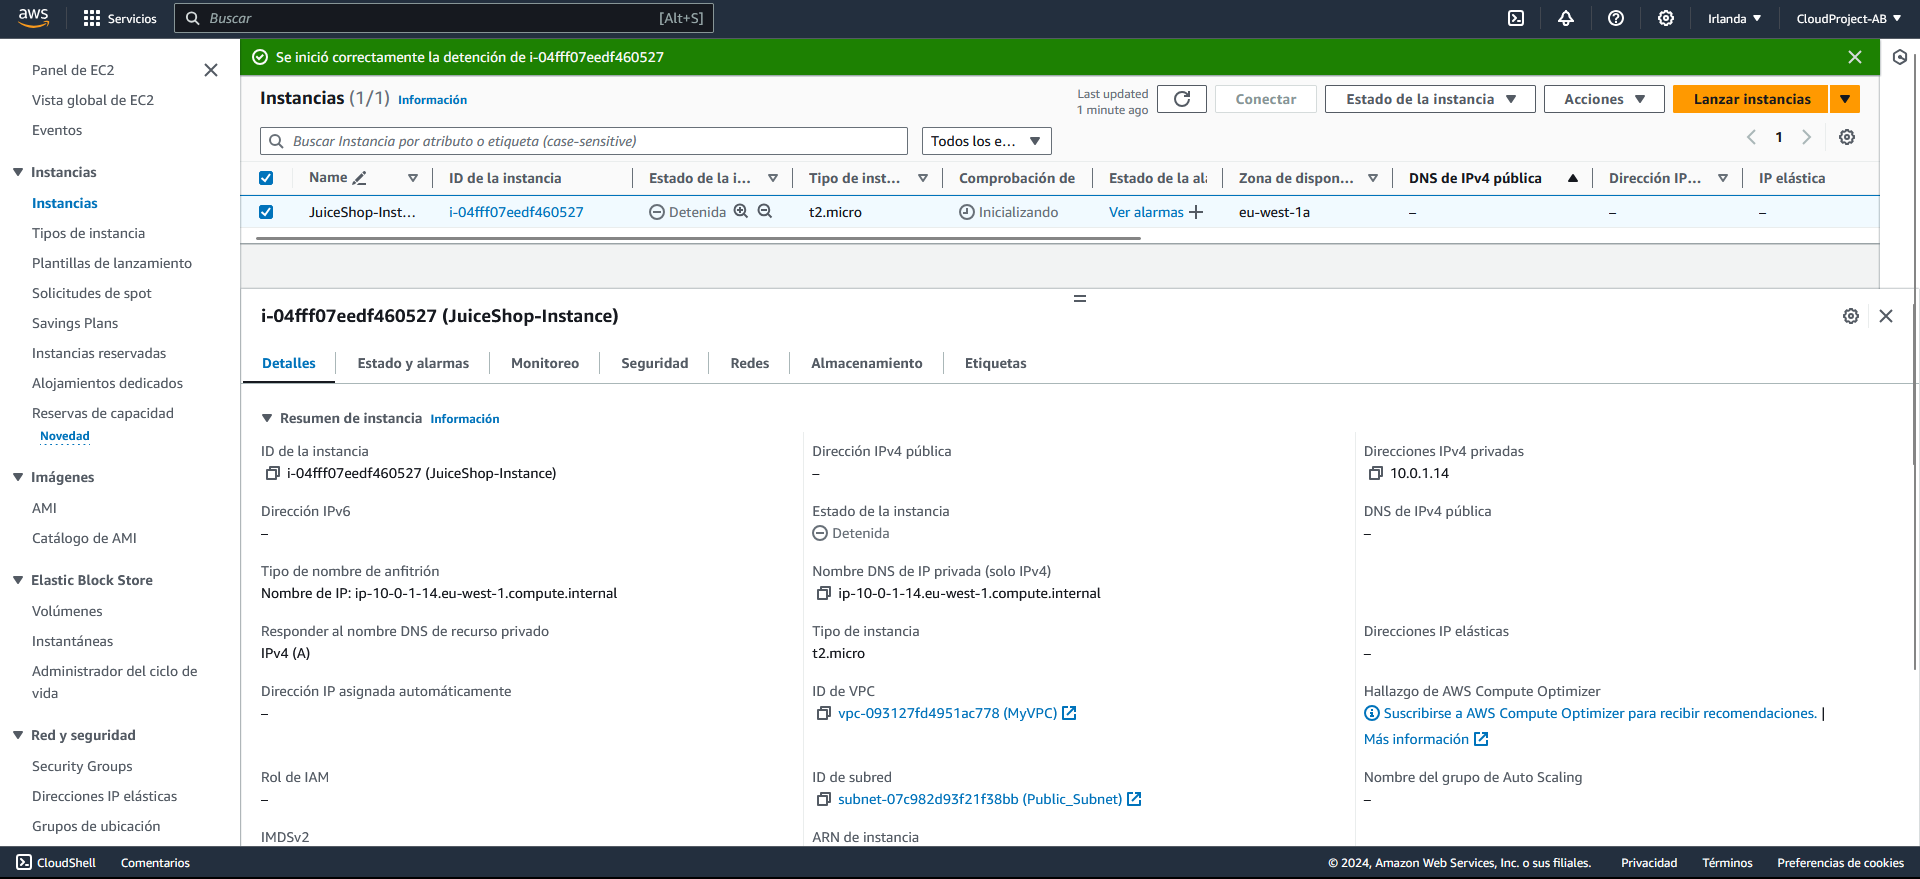 aws
Servicios
Buscar
[Alt+S]
Irlanda
CloudProject-AB
Panel de EC2
Vista global de EC2
Eventos
Instancias
Instancias
Tipos de instancia
Plantillas de lanzamiento
Solicitudes de spot
Savings Plans
Instancias reservadas
Alojamientos dedicados
Reservas de capacidad
Novedad
Imágenes
AMI
Catálogo de AMI
Elastic Block Store
Volúmenes
Instantáneas
Administrador del ciclo de
vida
Red y seguridad
Security Groups
Direcciones IP elásticas
Grupos de ubicación
Se inició correctamente la detención de i-04fff07eedf460527
Instancias (1/1) Información
Last updated
1 minute ago
Conectar
Estado de la instancia
Acciones
Lanzar instancias
Buscar Instancia por atributo o etiqueta (case-sensitive)
Todos los e...
1
Name ID de la instancia Estado de la i... Tipo de inst... Comprobación de Estado de la ala Zona de dispon... DNS de IPv4 pública Dirección IP... IP elástica
JuiceShop-Inst... i-04fff07eedf460527 Detenida t2.micro Inicializando Ver alarmas eu-west-1a – – –
i-04fff07eedf460527 (JuiceShop-Instance)
Detalles Estado y alarmas Monitoreo Seguridad Redes Almacenamiento Etiquetas
Resumen de instancia Información
ID de la instancia
i-04fff07eedf460527 (JuiceShop-Instance)
Dirección IPv4 pública
–
Direcciones IPv4 privadas
10.0.1.14
Dirección IPv6
–
Estado de la instancia
Detenida
DNS de IPv4 pública
–
Tipo de nombre de anfitrión
Nombre de IP: ip-10-0-1-14.eu-west-1.compute.internal
Nombre DNS de IP privada (solo IPv4)
ip-10-0-1-14.eu-west-1.compute.internal
Responder al nombre DNS de recurso privado
IPv4 (A)
Tipo de instancia
t2.micro
Direcciones IP elásticas
–
Dirección IP asignada automáticamente
–
ID de VPC
vpc-093127fd4951ac778 (MyVPC)
Hallazgo de AWS Compute Optimizer
Suscribirse a AWS Compute Optimizer para recibir recomendaciones. |
Más información
Rol de IAM
–
ID de subred
subnet-07c982d93f21f38bb (Public_Subnet)
Nombre del grupo de Auto Scaling
–
IMDSv2
ARN de instancia
CloudShell
Comentarios
© 2024, Amazon Web Services, Inc. o sus filiales.
Privacidad
Términos
Preferencias de cookies